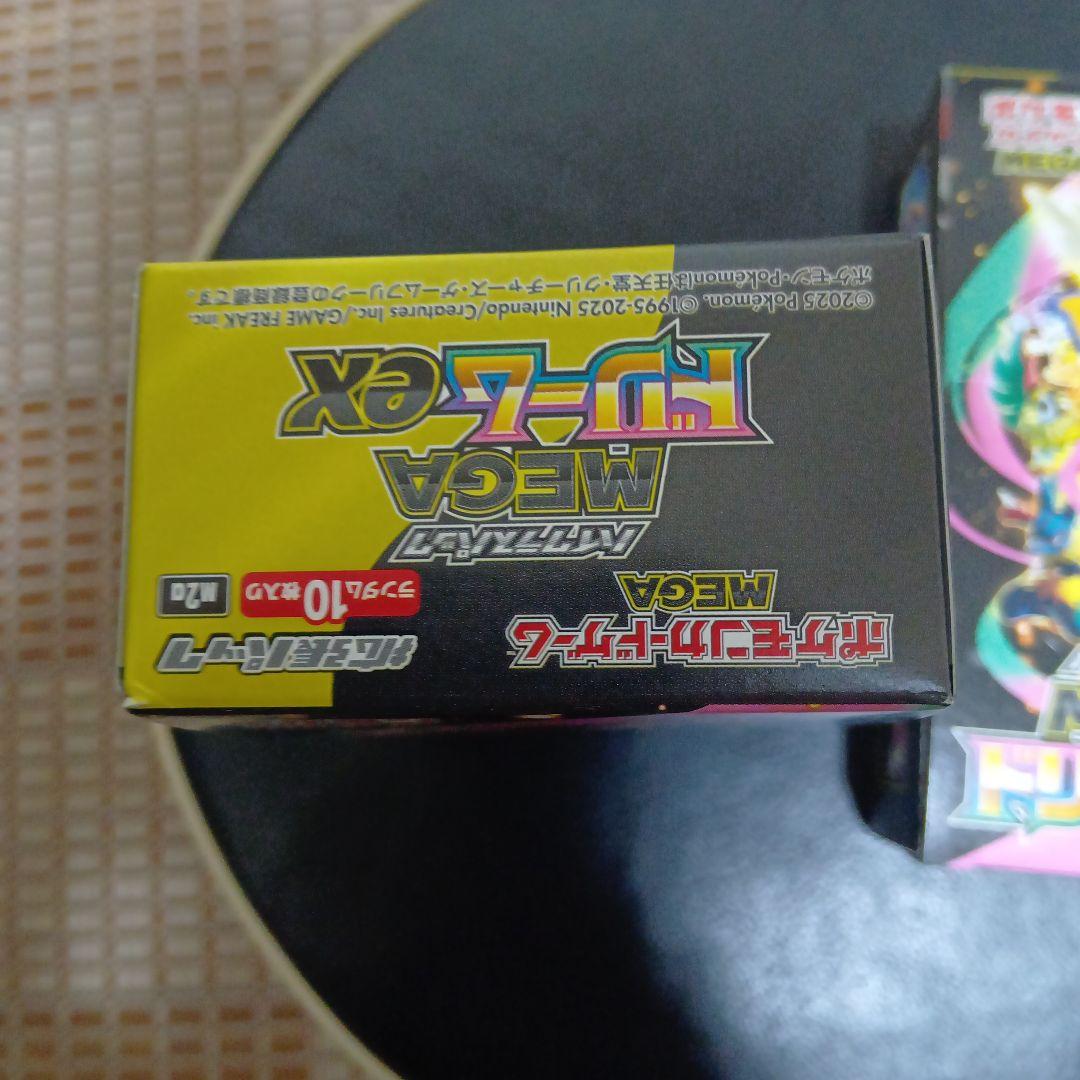 ポケモンカードゲーム
MEGA
拡張パック
ランダム10枚入り
M2a
ハイクラスパック
MEGA
ドリームex
©2025 Pokémon. ©1995-2025 Nintendo/Creatures Inc./GAME FREAK inc.
ポケモン・Pokémonは任天堂・クリーチャーズ・ゲームフリークの登録商標です。
MEGA
ドリ